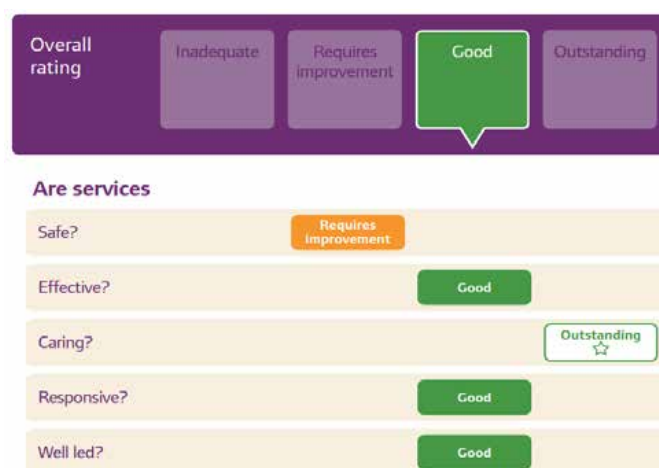 Overall
rating
Inadequate
Requires
improvement
Good
Outstanding
Are services
Safe?
Requires
improvement
Effective?
Good
Caring?
Outstanding
Responsive?
Good
Well led?
Good